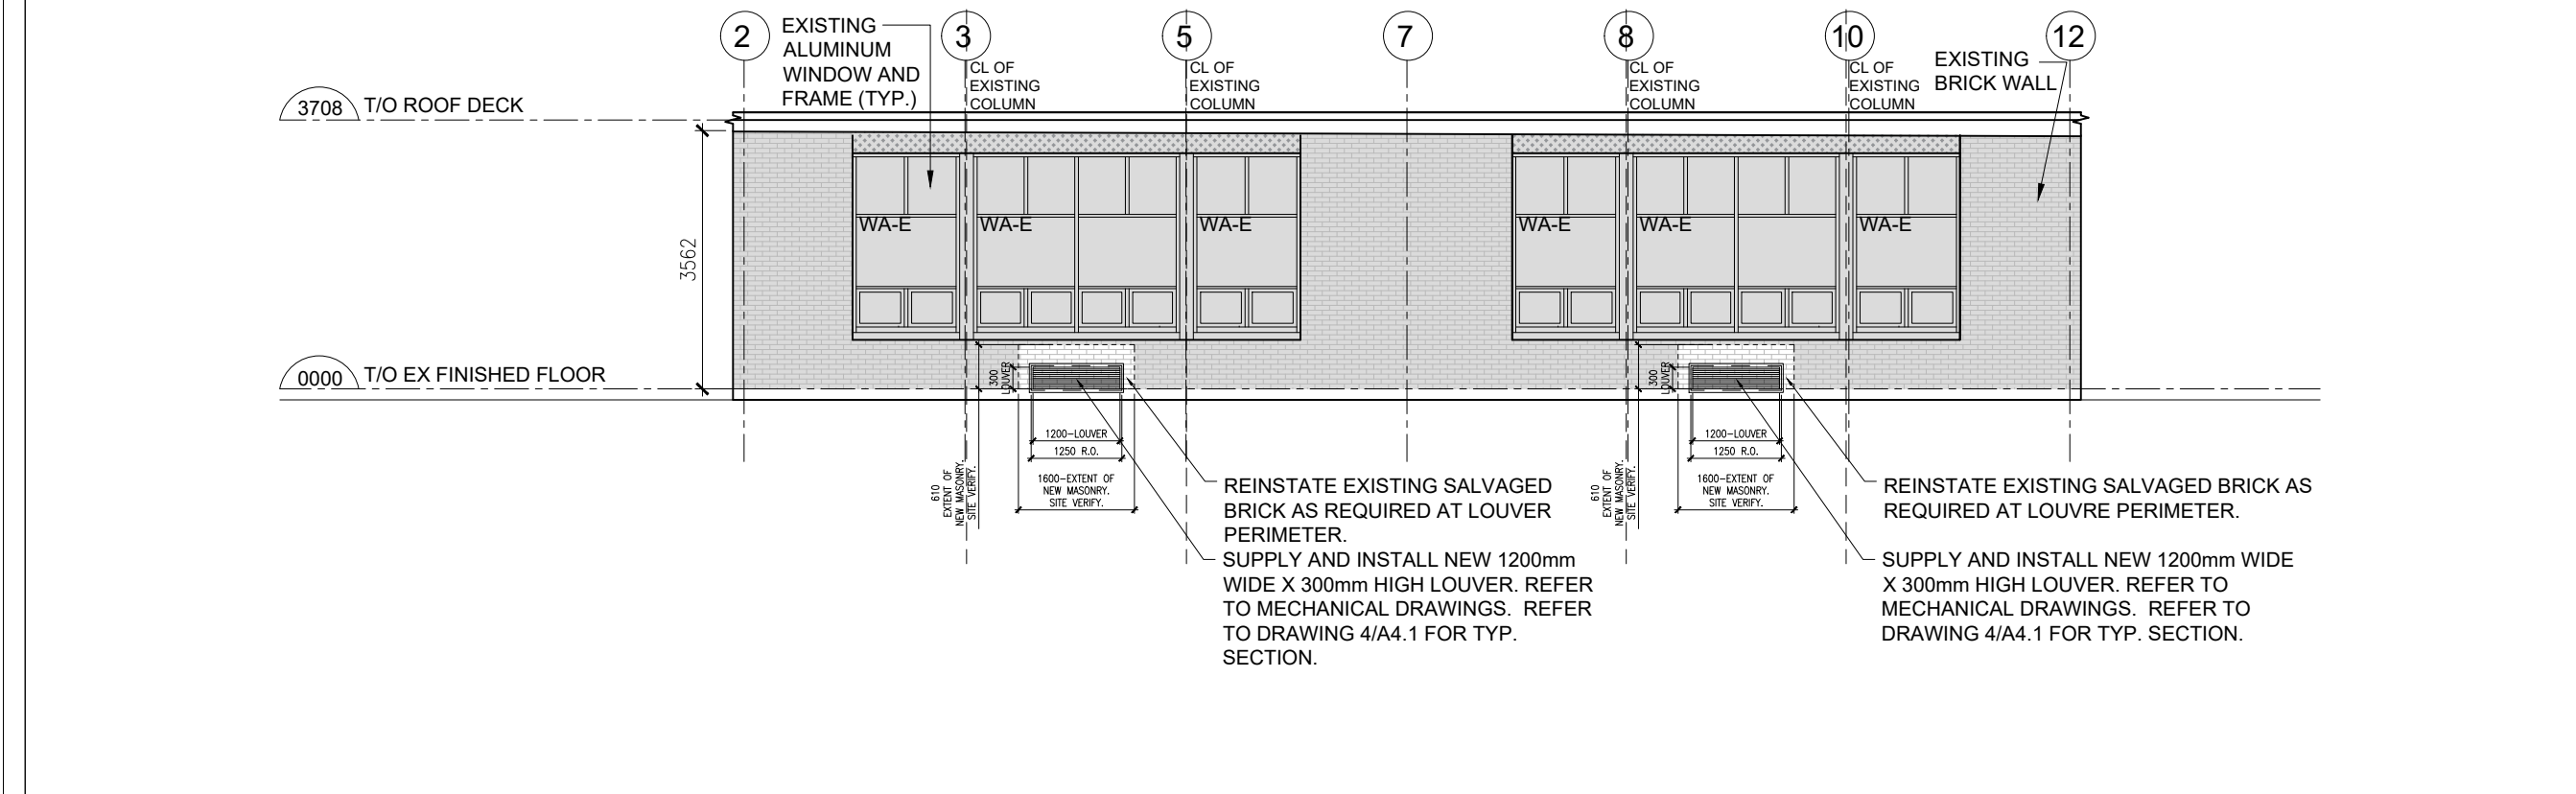 2
3
5
7
8
10
12
EXISTING
ALUMINUM
WINDOW AND
FRAME (TYP.)
CL OF
EXISTING
COLUMN
CL OF
EXISTING
COLUMN
CL OF
EXISTING
COLUMN
CL OF
EXISTING
COLUMN
EXISTING
BRICK WALL
3708 T/O ROOF DECK
3562
WA-E
WA-E
WA-E
WA-E
WA-E
WA-E
0000 T/O EX FINISHED FLOOR
300
LOUVER
1200-LOUVER
1250 R.O.
1600-EXTENT OF
NEW MASONRY.
SITE VERIFY.
610
EXTENT OF
NEW MASONRY.
SITE VERIFY.
REINSTATE EXISTING SALVAGED
BRICK AS REQUIRED AT LOUVER
PERIMETER.
SUPPLY AND INSTALL NEW 1200mm
WIDE X 300mm HIGH LOUVER. REFER
TO MECHANICAL DRAWINGS.  REFER
TO DRAWING 4/A4.1 FOR TYP.
SECTION.
300
LOUVER
1200-LOUVER
1250 R.O.
1600-EXTENT OF
NEW MASONRY.
SITE VERIFY.
610
EXTENT OF
NEW MASONRY.
SITE VERIFY.
REINSTATE EXISTING SALVAGED BRICK AS
REQUIRED AT LOUVRE PERIMETER.
SUPPLY AND INSTALL NEW 1200mm WIDE
X 300mm HIGH LOUVER. REFER TO
MECHANICAL DRAWINGS.  REFER TO
DRAWING 4/A4.1 FOR TYP. SECTION.